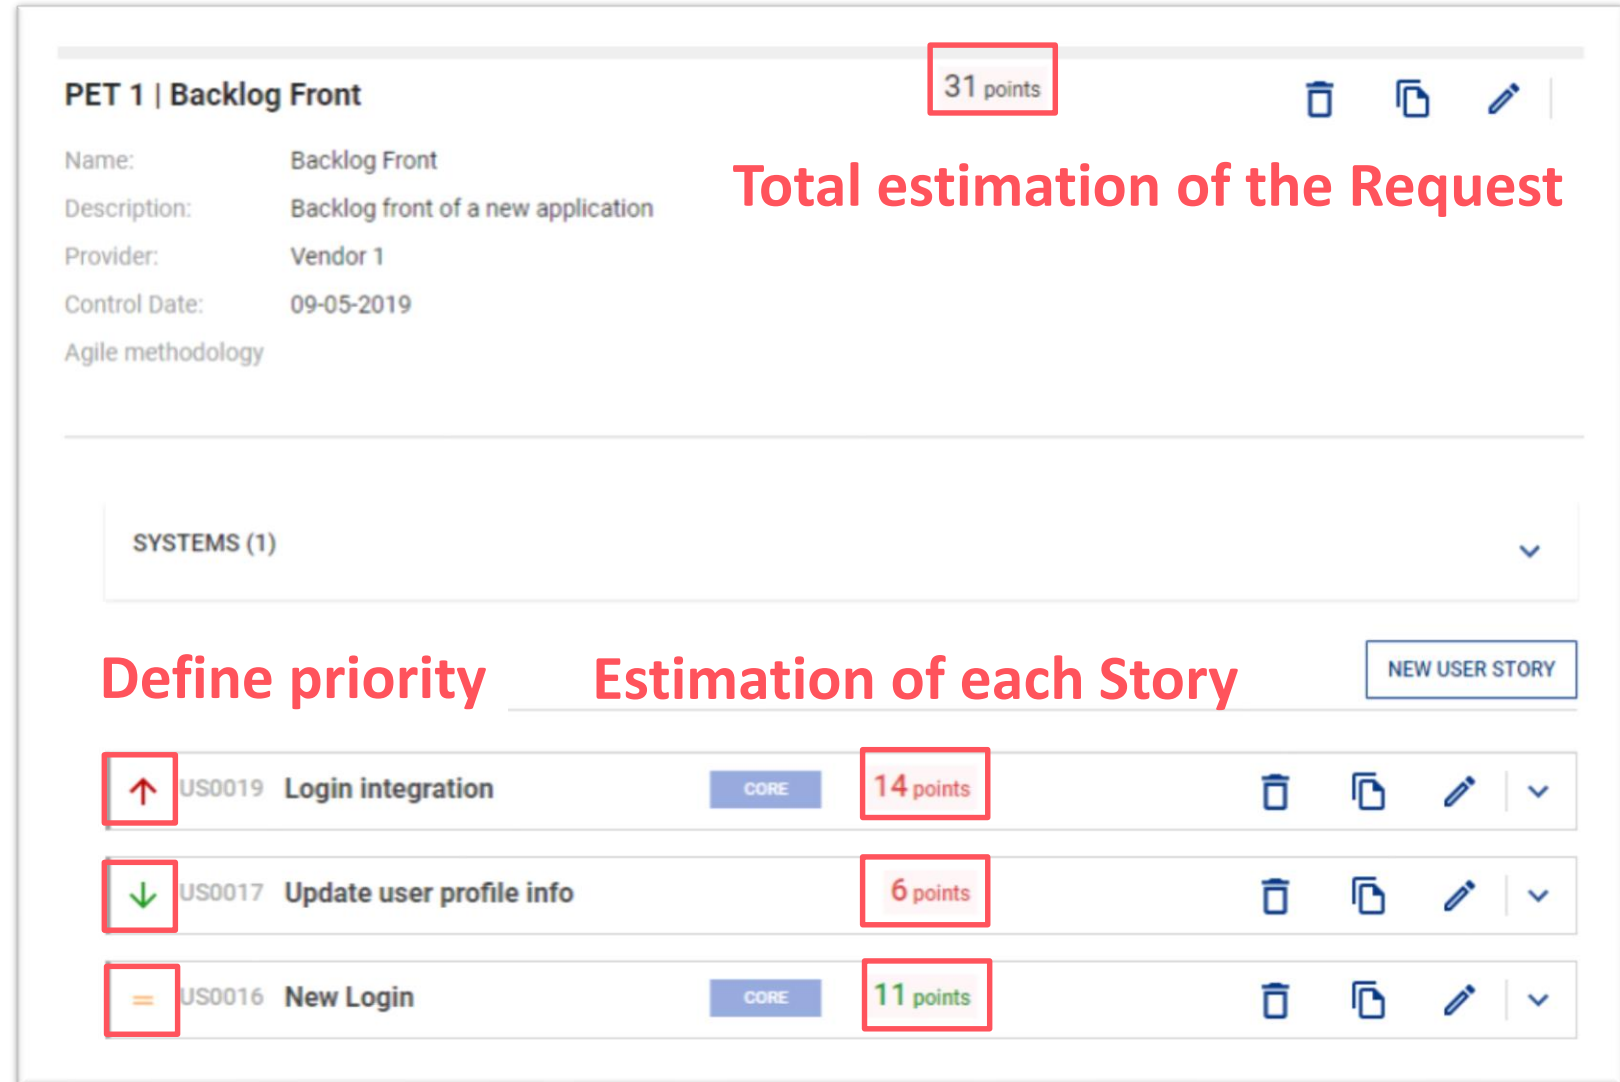 PET 1 | Backlog Front
31 points
Name: Backlog Front
Total estimation of the Request
Description: Backlog front of a new application
Provider: Vendor 1
Control Date: 09-05-2019
Agile methodology
SYSTEMS (1)
Define priority
Estimation of each Story
NEW USER STORY
US0019 Login integration CORE 14 points
US0017 Update user profile info 6 points
US0016 New Login CORE 11 points